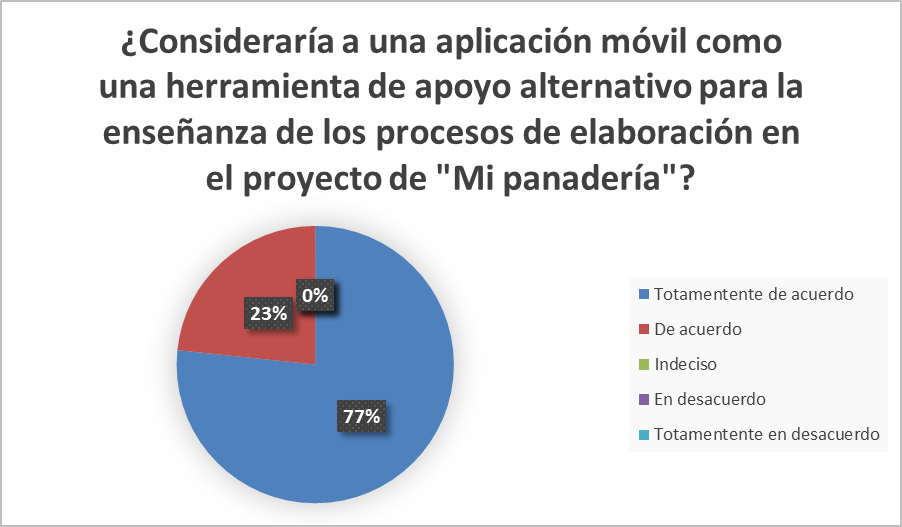 ¿Consideraría a una aplicación móvil como
una herramienta de apoyo alternativo para la
enseñanza de los procesos de elaboración en
el proyecto de "Mi panadería"?
0%
23%
77%
Totamentente de acuerdo
De acuerdo
Indeciso
En desacuerdo
Totamentente en desacuerdo